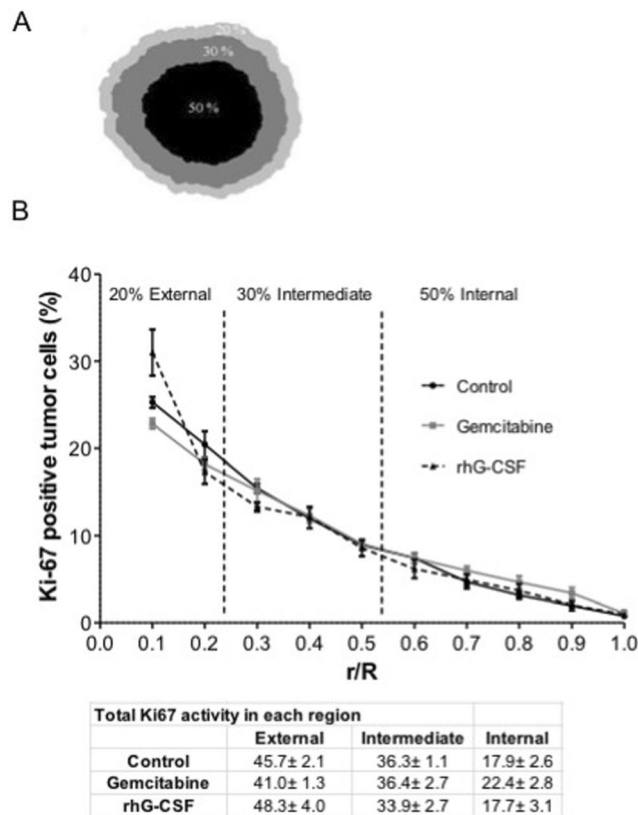 A
20 %
30 %
50 %
B
20% External 30% Intermediate 50% Internal
Ki-67 positive tumor cells (%)
40
30
20
10
0
Control
Gemcitabine
rhG-CSF
0.0 0.1 0.2 0.3 0.4 0.5 0.6 0.7 0.8 0.9 1.0
r/R
Total Ki67 activity in each region
External Intermediate Internal
Control 45.7± 2.1 36.3± 1.1 17.9± 2.6
Gemcitabine 41.0± 1.3 36.4± 2.7 22.4± 2.8
rhG-CSF 48.3± 4.0 33.9± 2.7 17.7± 3.1